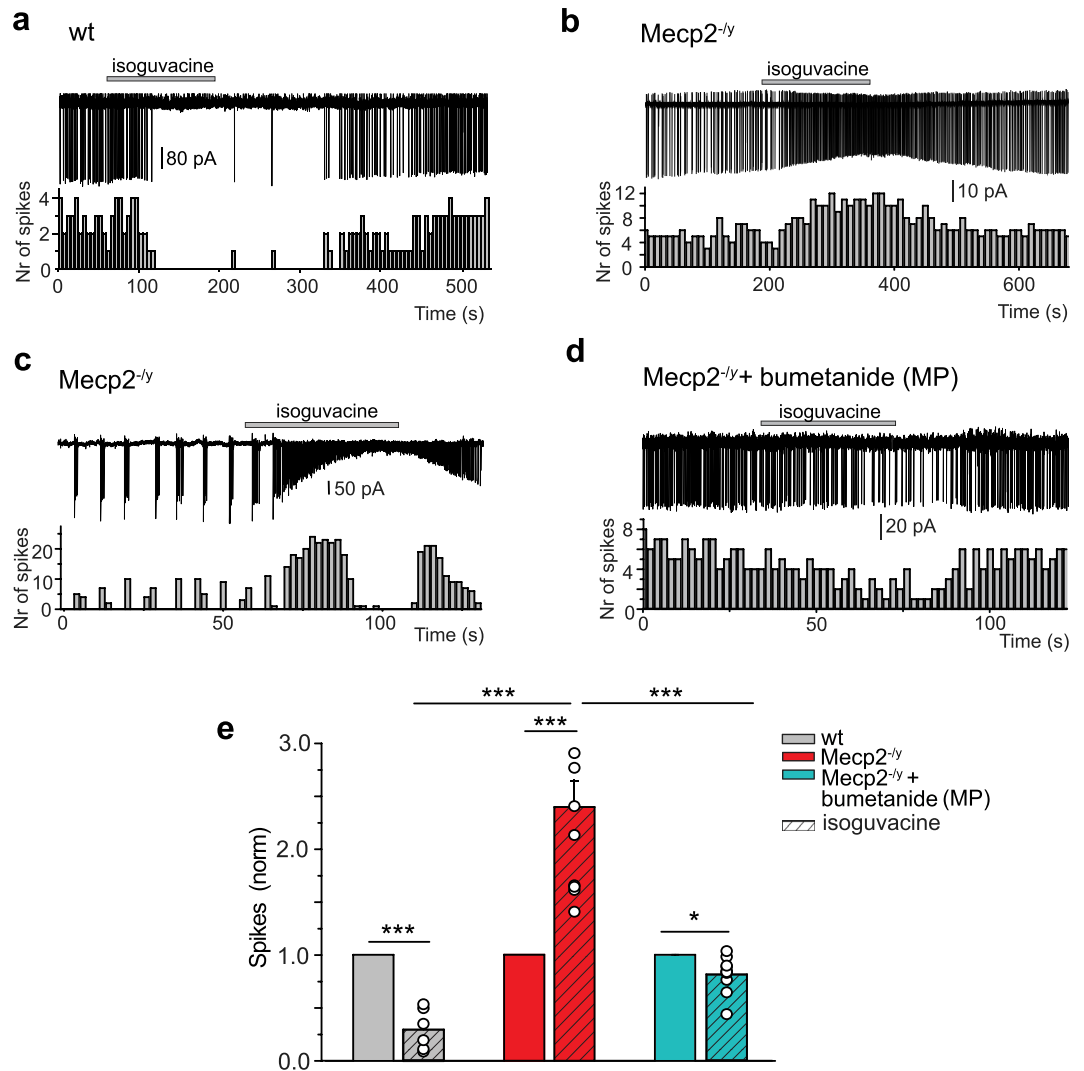 a
wt
isoguvacine
80 pA
Nr of spikes
4
2
0
0 100 200 300 400 500
Time (s)
b
Mecp2-/y
isoguvacine
10 pA
Nr of spikes
12
8
4
0
0 200 400 600
Time (s)
c
Mecp2-/y
isoguvacine
50 pA
Nr of spikes
20
10
0
0 50 100
Time (s)
d
Mecp2-/y+ bumetanide (MP)
isoguvacine
20 pA
Nr of spikes
8
4
0
0 50 100
Time (s)
e
*** ***
***
***
*
Spikes (norm)
3.0
2.0
1.0
0.0
wt
Mecp2-/y
Mecp2-/y +
bumetanide (MP)
isoguvacine